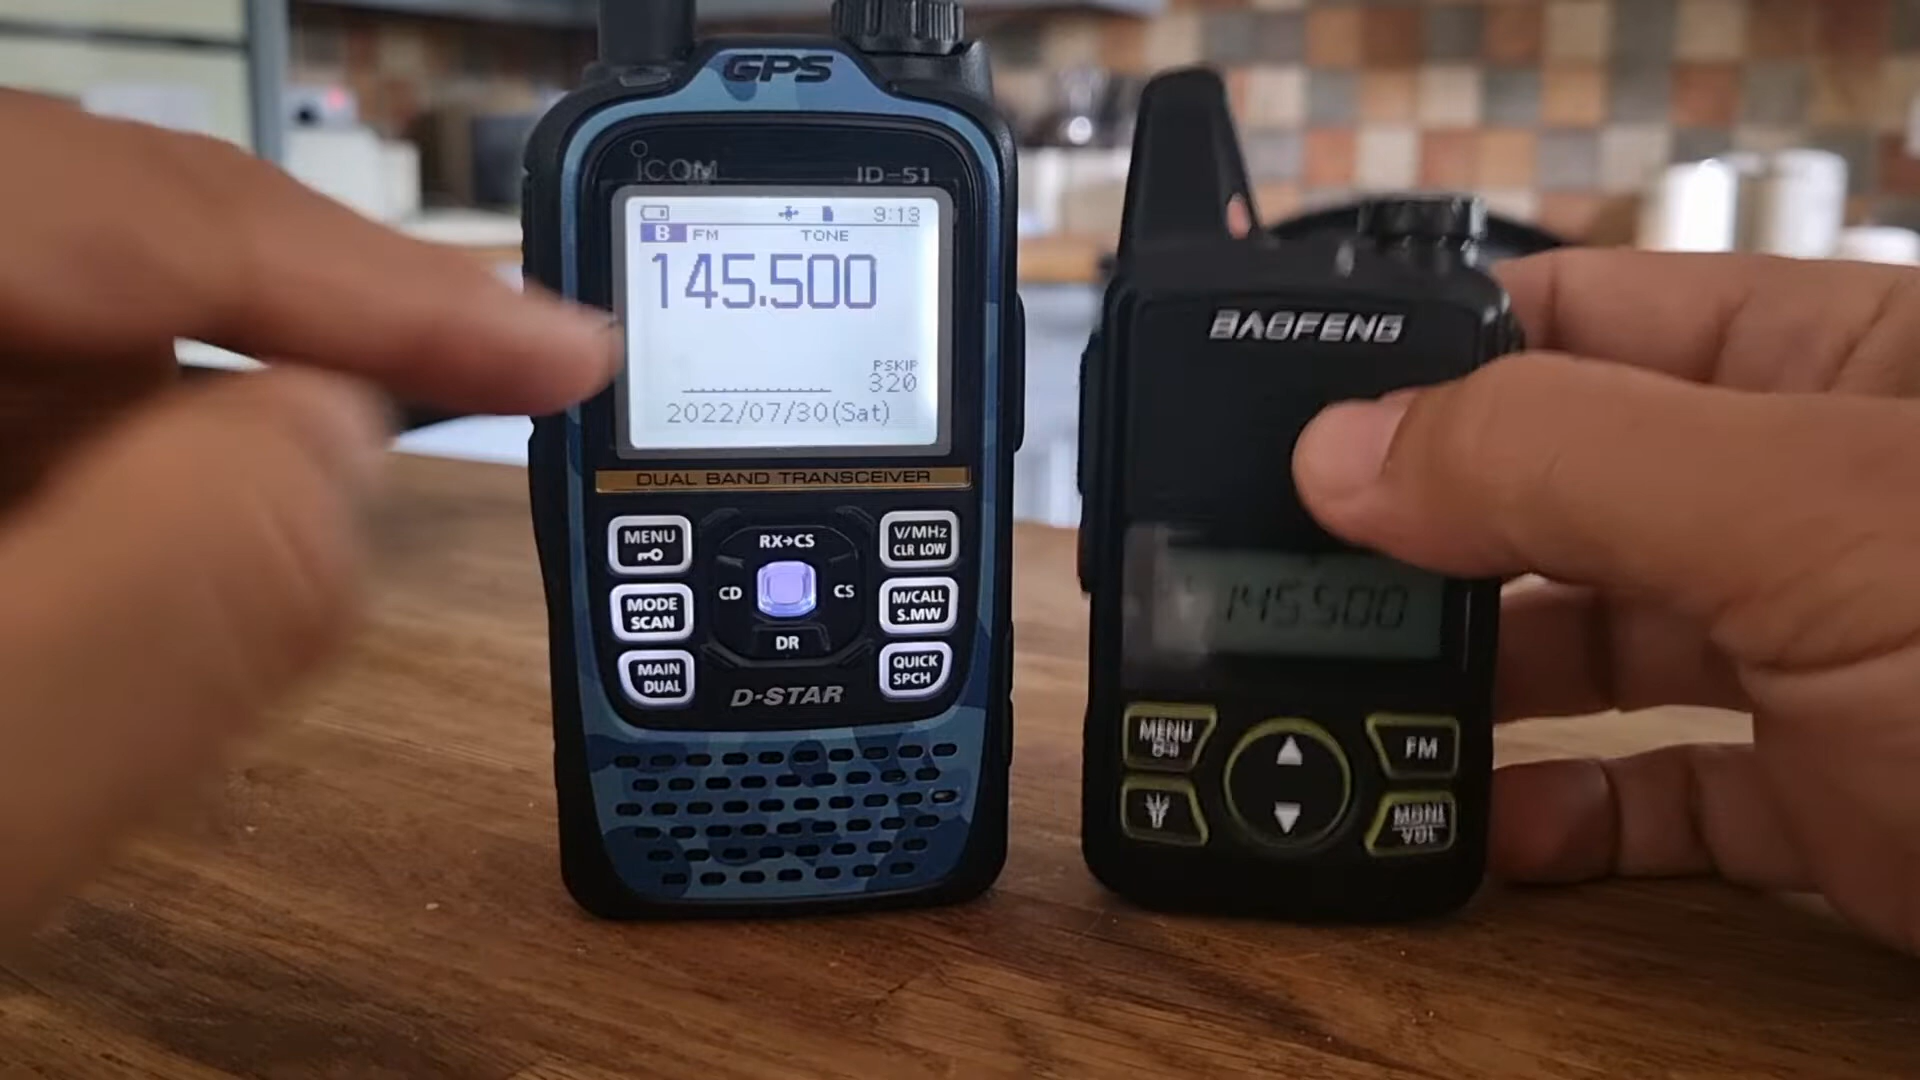 GPS
ICOM ID-51
9:13
B FM TONE
145.500
PSKIP
320
2022/07/30(Sat)
DUAL BAND TRANSCEIVER
MENU
RX→CS
V/MHz
CLR LOW
CD
CS
MODE
SCAN
M/CALL
S.MW
DR
MAIN
DUAL
QUICK
SPCH
D-STAR
BAOFENG
145.500
MENU
FM
MONI
VOL